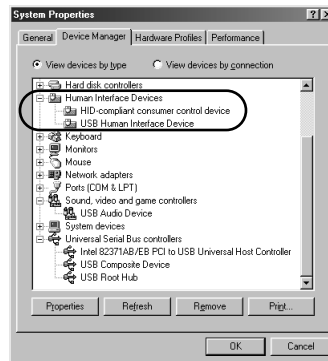 System Properties
General Device Manager Hardware Profiles Performance
View devices by type View devices by connection
Hard disk controllers
Human Interface Devices
HID-compliant consumer control device
USB Human Interface Device
Keyboard
Monitors
Mouse
Network adapters
Ports (COM & LPT)
Sound, video and game controllers
USB Audio Device
System devices
Universal Serial Bus controllers
Intel 82371AB/EB PCI to USB Universal Host Controller
USB Composite Device
USB Root Hub
Properties Refresh Remove Print...
OK Cancel